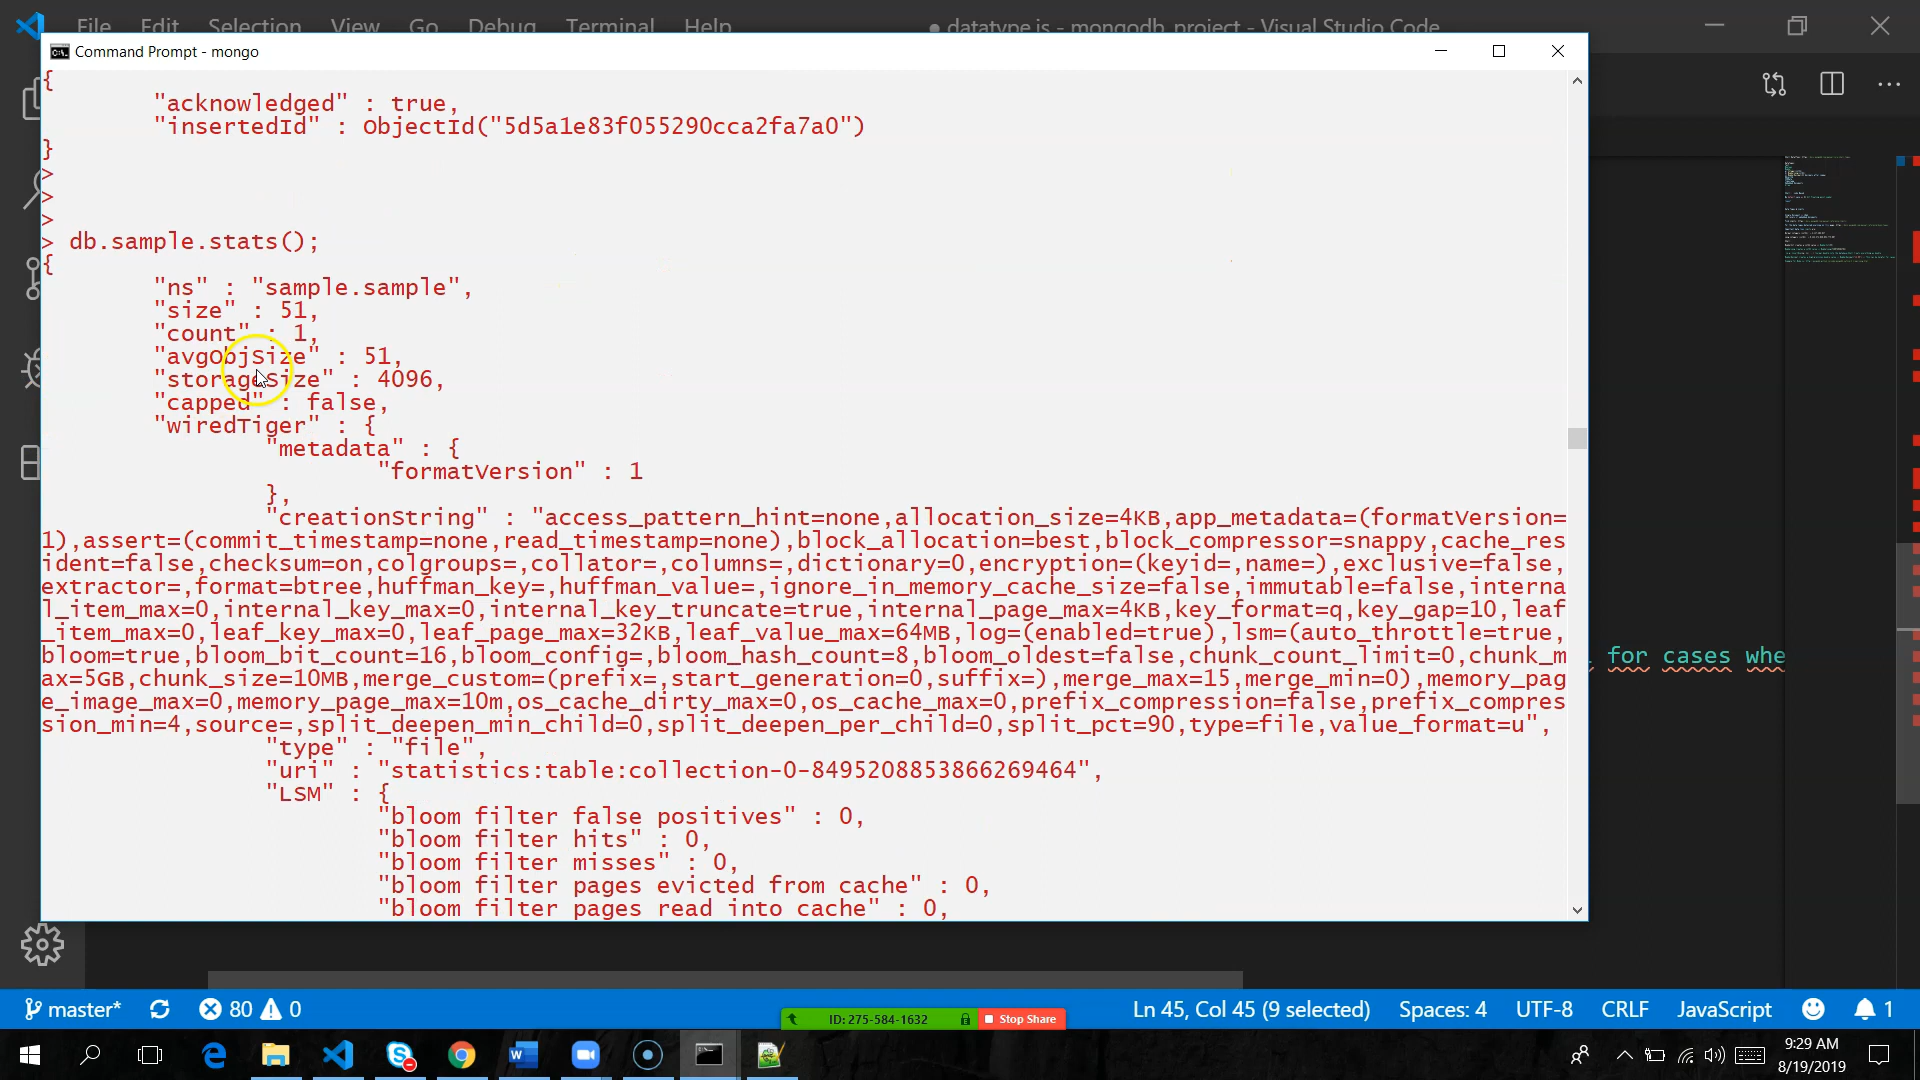 File Edit Selection View Go Debug Terminal Help ● datatype.js - mongodb_project - Visual Studio Code
Command Prompt - mongo
{
"acknowledged" : true,
"insertedId" : ObjectId("5d5a1e83f055290cca2fa7a0")
}
>
>
>
> db.sample.stats();
{
"ns" : "sample.sample",
"size" : 51,
"count" : 1,
"avgObjSize" : 51,
"storageSize" : 4096,
"capped" : false,
"wiredTiger" : {
"metadata" : {
"formatVersion" : 1
},
"creationString" : "access_pattern_hint=none,allocation_size=4KB,app_metadata=(formatVersion=
1),assert=(commit_timestamp=none,read_timestamp=none),block_allocation=best,block_compressor=snappy,cache_res
ident=false,checksum=on,colgroups=,collator=,columns=,dictionary=0,encryption=(keyid=,name=),exclusive=false,
extractor=,format=btree,huffman_key=,huffman_value=,ignore_in_memory_cache_size=false,immutable=false,interna
l_item_max=0,internal_key_max=0,internal_key_truncate=true,internal_page_max=4KB,key_format=q,key_gap=10,leaf
_item_max=0,leaf_key_max=0,leaf_page_max=32KB,leaf_value_max=64MB,log=(enabled=true),lsm=(auto_throttle=true,
bloom=true,bloom_bit_count=16,bloom_config=,bloom_hash_count=8,bloom_oldest=false,chunk_count_limit=0,chunk_m
for cases whe
ax=5GB,chunk_size=10MB,merge_custom=(prefix=,start_generation=0,suffix=),merge_max=15,merge_min=0),memory_pag
e_image_max=0,memory_page_max=10m,os_cache_dirty_max=0,os_cache_max=0,prefix_compression=false,prefix_compres
sion_min=4,source=,split_deepen_min_child=0,split_deepen_per_child=0,split_pct=90,type=file,value_format=u",
"type" : "file",
"uri" : "statistics:table:collection-0-8495208853866269464",
"LSM" : {
"bloom filter false positives" : 0,
"bloom filter hits" : 0,
"bloom filter misses" : 0,
"bloom filter pages evicted from cache" : 0,
"bloom filter pages read into cache" : 0,
master* 80 0 Ln 45, Col 45 (9 selected) Spaces: 4 UTF-8 CRLF JavaScript 1
ID: 275-584-1632 Stop Share
9:29 AM
8/19/2019